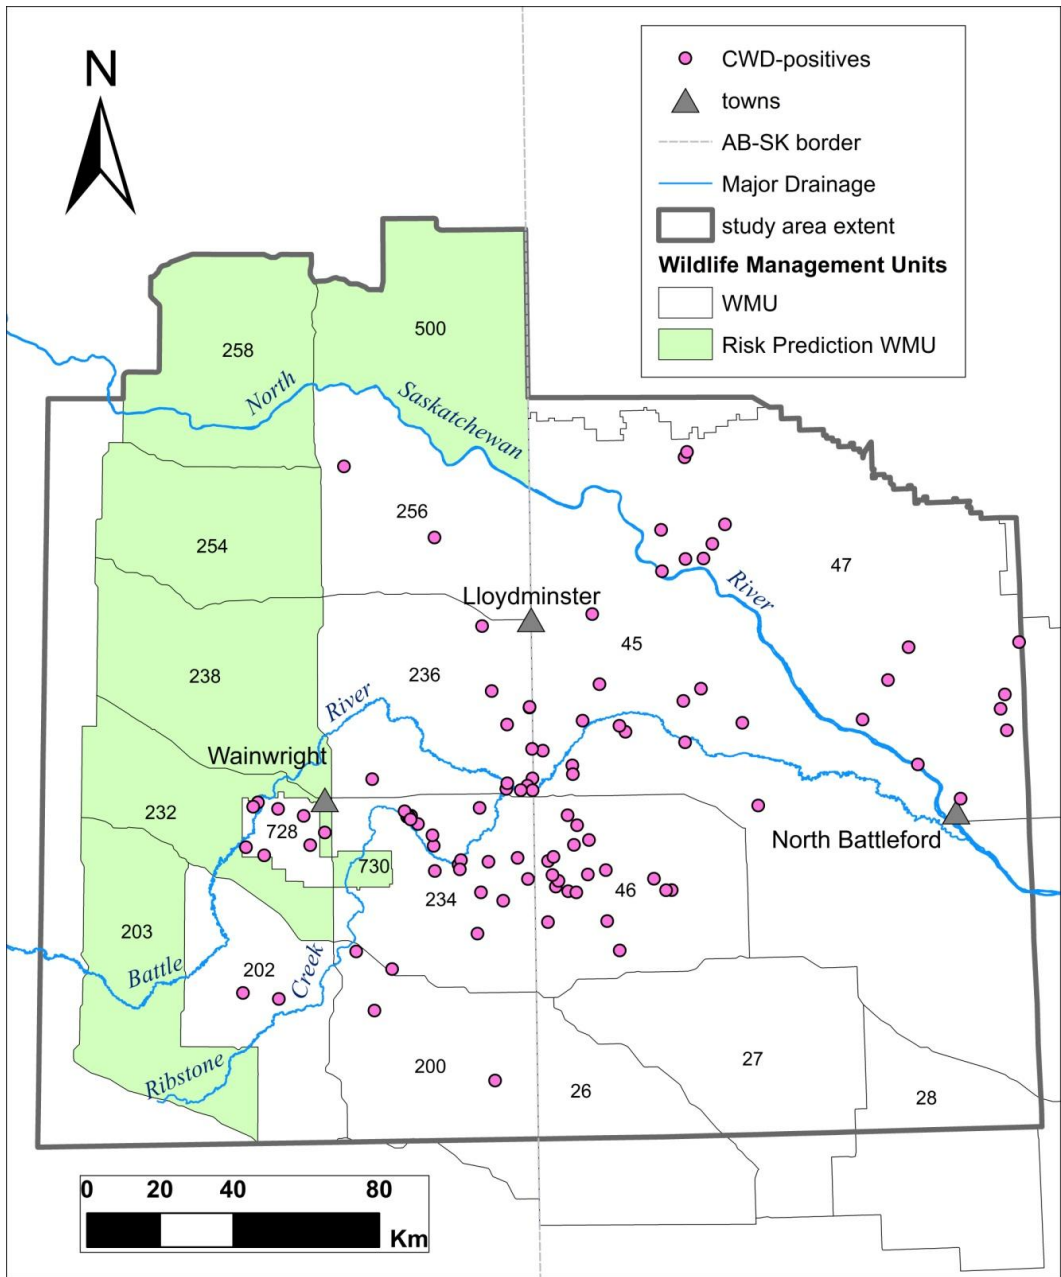 N
CWD-positives
towns
AB-SK border
Major Drainage
study area extent
Wildlife Management Units
WMU
Risk Prediction WMU
500
258
North
Saskatchewan
256
254
47
River
Lloydminster
45
238
236
River
Wainwright
232
728
North Battleford
730
234
46
203
202
Battle
Creek
Ribstone
200
27
26
28
0 20 40 80
Km